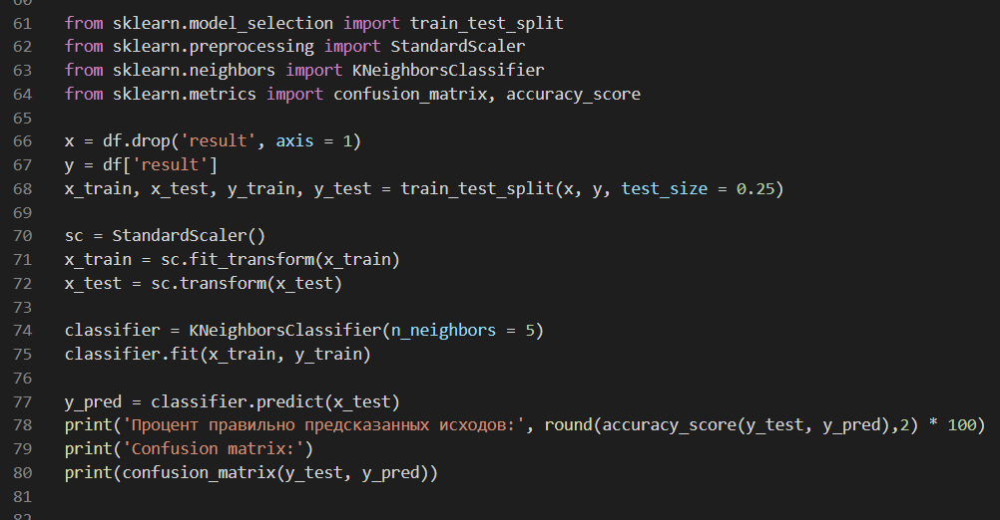 60
61 from sklearn.model_selection import train_test_split
62 from sklearn.preprocessing import StandardScaler
63 from sklearn.neighbors import KNeighborsClassifier
64 from sklearn.metrics import confusion_matrix, accuracy_score
65
66 x = df.drop('result', axis = 1)
67 y = df['result']
68 x_train, x_test, y_train, y_test = train_test_split(x, y, test_size = 0.25)
69
70 sc = StandardScaler()
71 x_train = sc.fit_transform(x_train)
72 x_test = sc.transform(x_test)
73
74 classifier = KNeighborsClassifier(n_neighbors = 5)
75 classifier.fit(x_train, y_train)
76
77 y_pred = classifier.predict(x_test)
78 print('Процент правильно предсказанных исходов:', round(accuracy_score(y_test, y_pred),2) * 100)
79 print('Confusion matrix:')
80 print(confusion_matrix(y_test, y_pred))
81
82